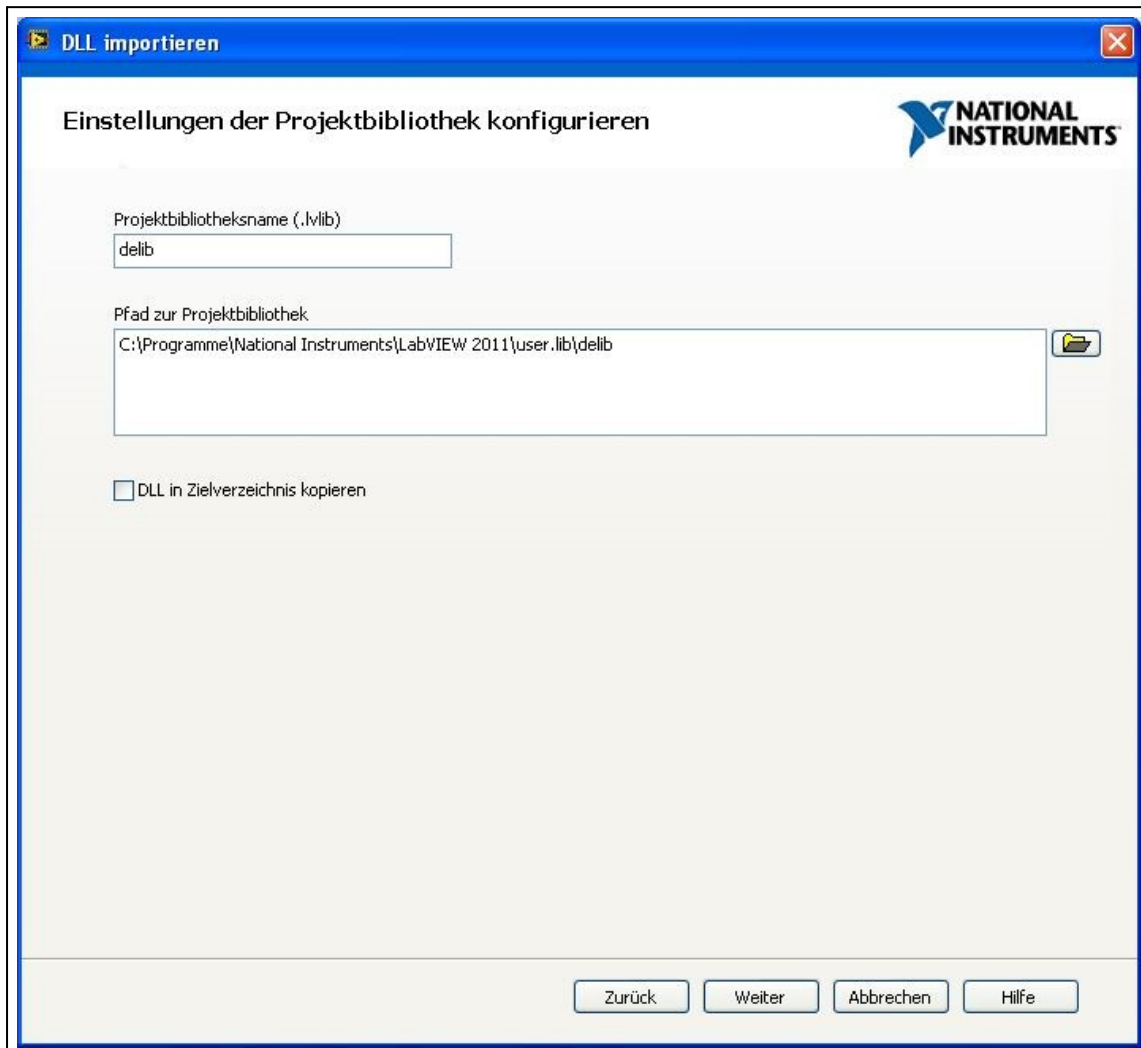 DLL importieren
Einstellungen der Projektbibliothek konfigurieren
NATIONAL
INSTRUMENTS
Projektbibliotheksname (.lvlib)
delib
Pfad zur Projektbibliothek
C:\Programme\National Instruments\LabVIEW 2011\user.lib\delib
DLL in Zielverzeichnis kopieren
Zurück Weiter Abbrechen Hilfe